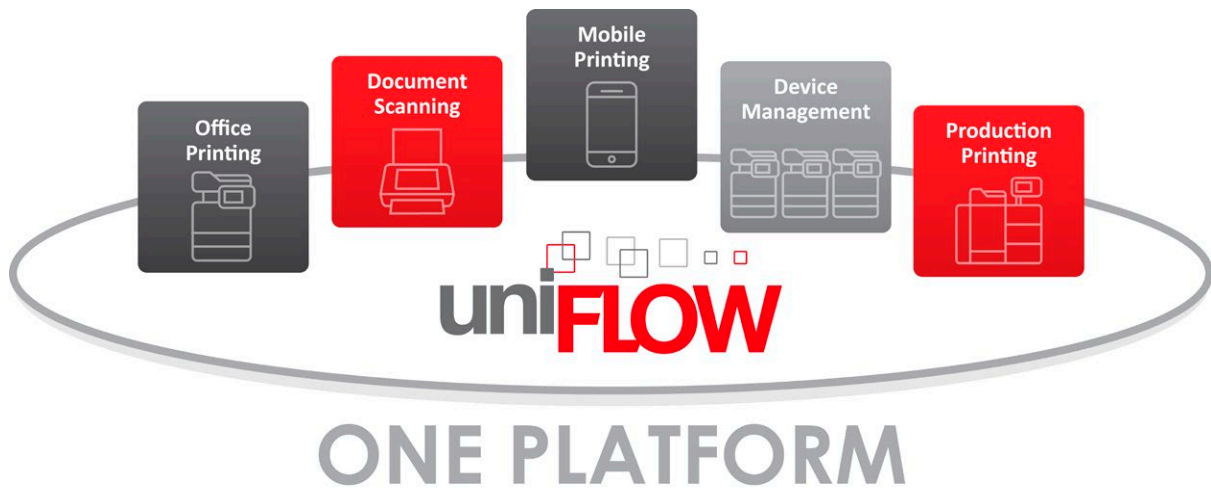 Office
Printing
Document
Scanning
Mobile
Printing
Device
Management
Production
Printing
uniFLOW
ONE PLATFORM